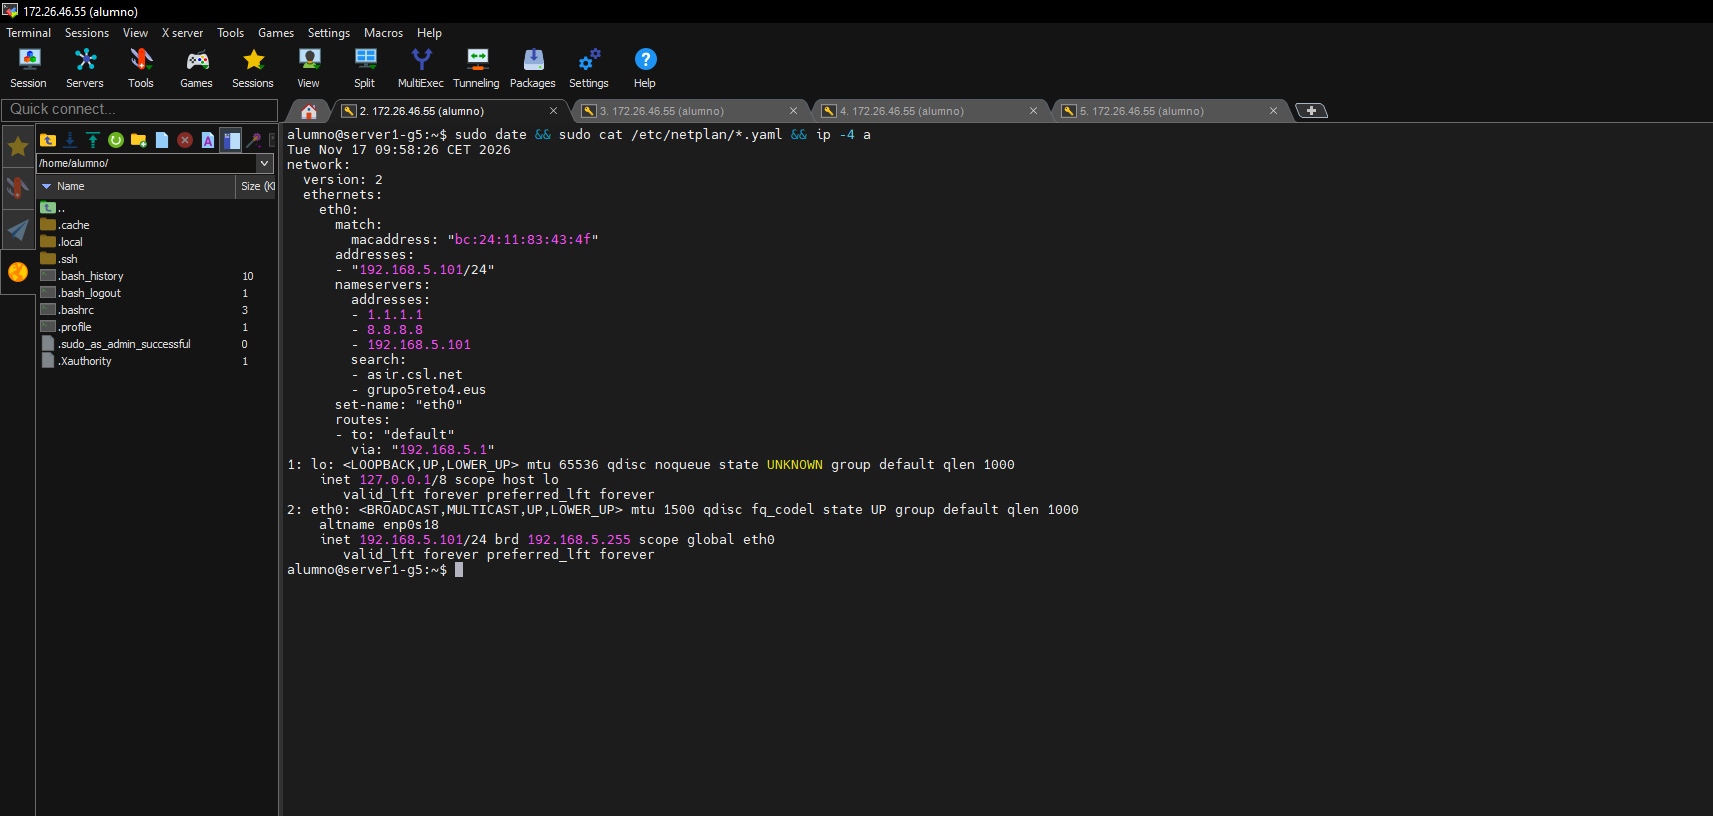 172.26.46.55 (alumno)
Terminal Sessions View X server Tools Games Settings Macros Help
Session Servers Tools Games Sessions View Split MultiExec Tunneling Packages Settings Help
Quick connect...
2. 172.26.46.55 (alumno) 3. 172.26.46.55 (alumno) 4. 172.26.46.55 (alumno) 5. 172.26.46.55 (alumno)
/home/alumno/
Name Size (K
..
.cache
.local
.ssh
.bash_history 10
.bash_logout 1
.bashrc 3
.profile 1
.sudo_as_admin_successful 0
.Xauthority 1
alumno@server1-g5:~$ sudo date && sudo cat /etc/netplan/*.yaml && ip -4 a
Tue Nov 17 09:58:26 CET 2026
network:
  version: 2
  ethernets:
    eth0:
      match:
        macaddress: "bc:24:11:83:43:4f"
      addresses:
      - "192.168.5.101/24"
      nameservers:
        addresses:
        - 1.1.1.1
        - 8.8.8.8
        - 192.168.5.101
        search:
        - asir.csl.net
        - grupo5reto4.eus
      set-name: "eth0"
      routes:
      - to: "default"
        via: "192.168.5.1"
1: lo: <LOOPBACK,UP,LOWER_UP> mtu 65536 qdisc noqueue state UNKNOWN group default qlen 1000
    inet 127.0.0.1/8 scope host lo
       valid_lft forever preferred_lft forever
2: eth0: <BROADCAST,MULTICAST,UP,LOWER_UP> mtu 1500 qdisc fq_codel state UP group default qlen 1000
    altname enp0s18
    inet 192.168.5.101/24 brd 192.168.5.255 scope global eth0
       valid_lft forever preferred_lft forever
alumno@server1-g5:~$